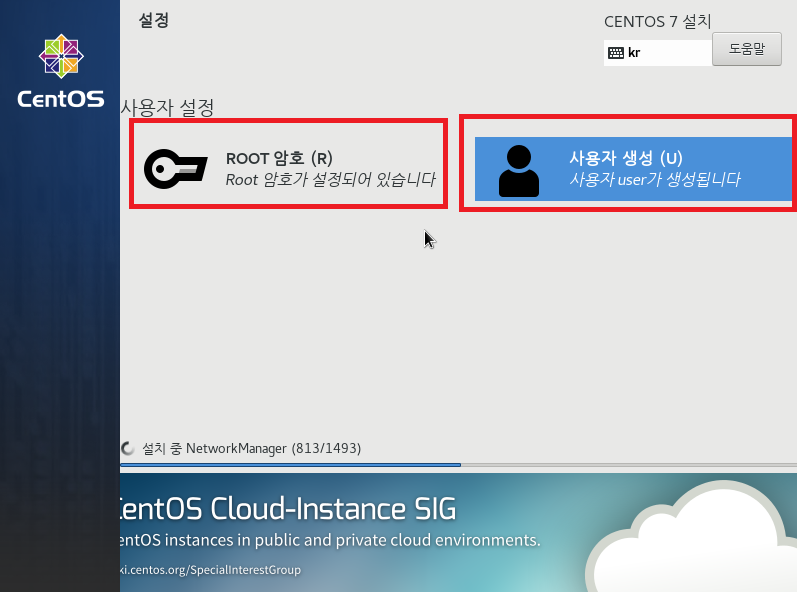 설정
CENTOS 7 설치
kr
도움말
CentOS
사용자 설정
ROOT 암호 (R)
Root 암호가 설정되어 있습니다
사용자 생성 (U)
사용자 user가 생성됩니다
설치 중 NetworkManager (813/1493)
CentOS Cloud-Instance SIG
entOS instances in public and private cloud environments.
ki.centos.org/SpecialInterestGroup